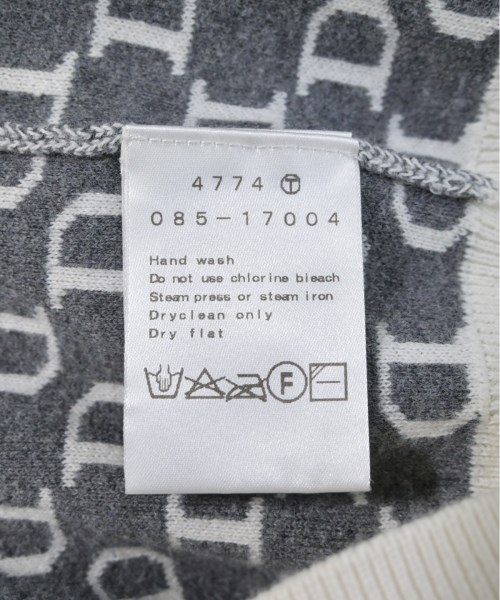 4774 Ⓣ
085-17004
Hand wash
Do not use chlorine bleach
Steam press or steam iron
Dryclean only
Dry flat
F